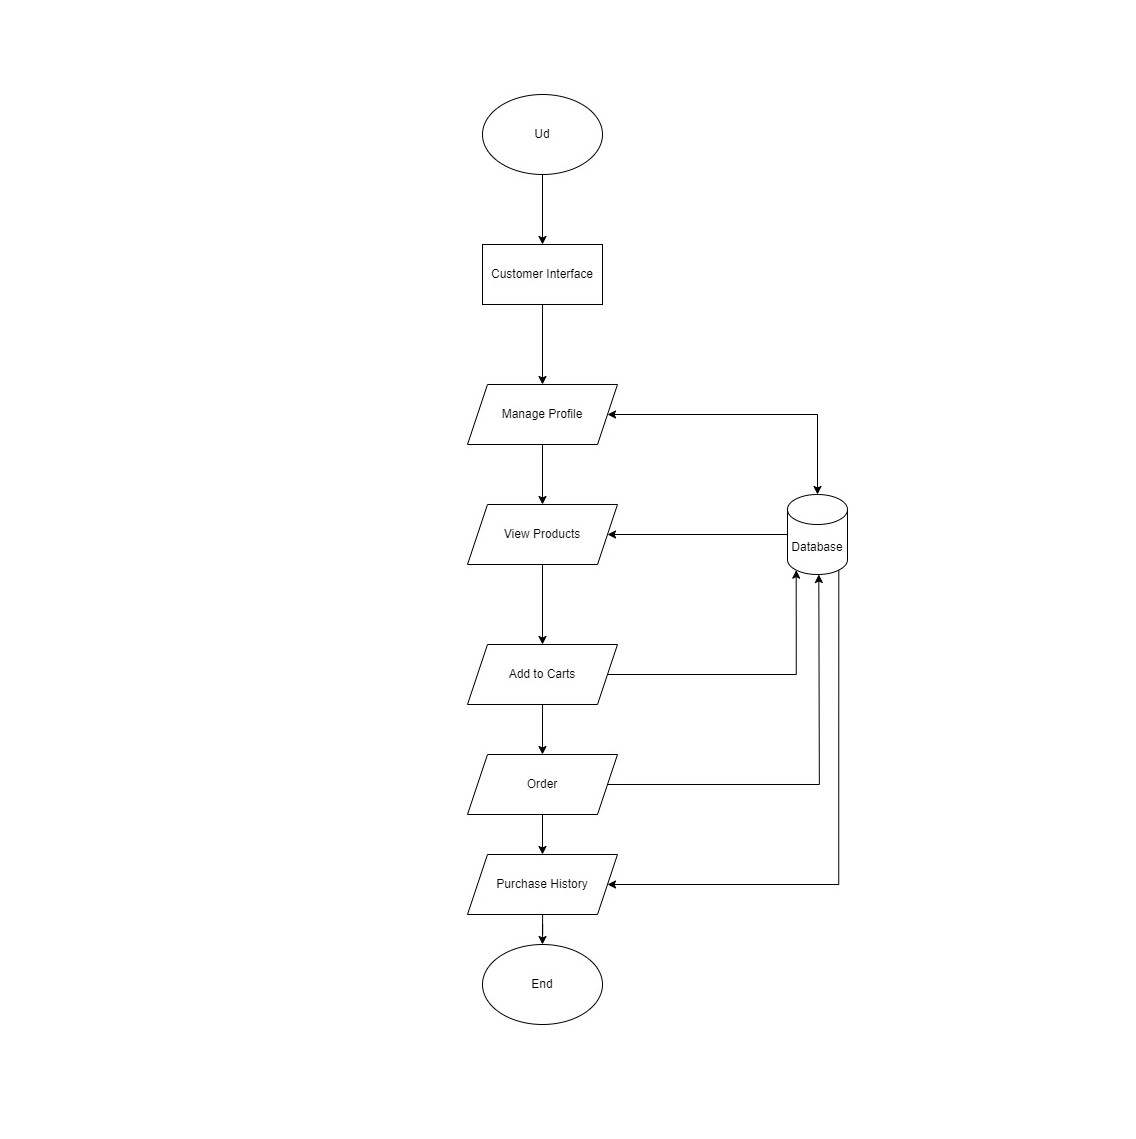 Ud
Customer Interface
Manage Profile
View Products
Database
Add to Carts
Order
Purchase History
End